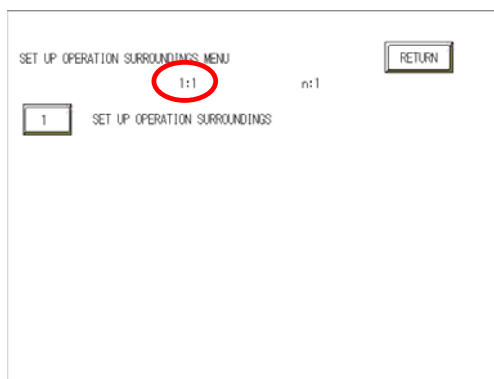 SET UP OPERATION SURROUNDINGS MENU
RETURN
1:1 n:1
1 SET UP OPERATION SURROUNDINGS